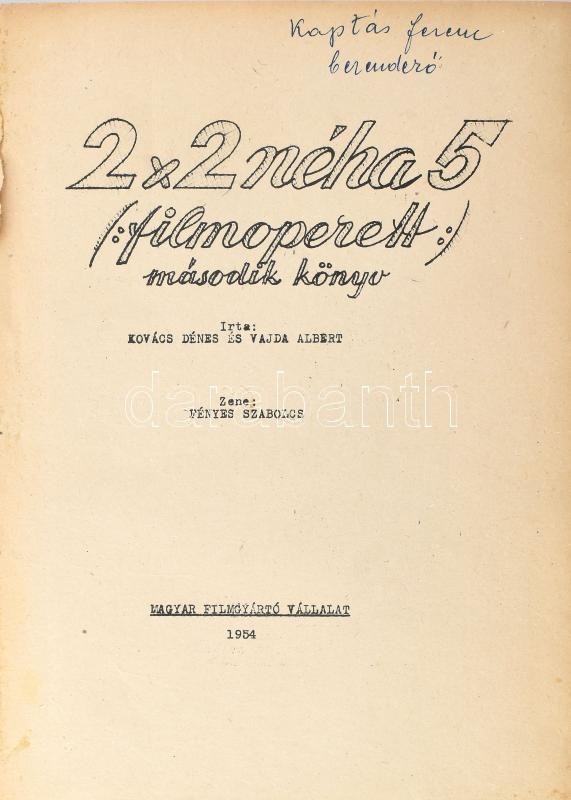 Kaptás ferenc
berendező
2x2 néha 5
(:filmoperett:)
második könyv
Irta:
KOVÁCS DÉNES ÉS VAJDA ALBERT
darabanth
Zene:
FÉNYES SZABOLCS
MAGYAR FILMGYÁRTÓ VÁLLALAT
1954